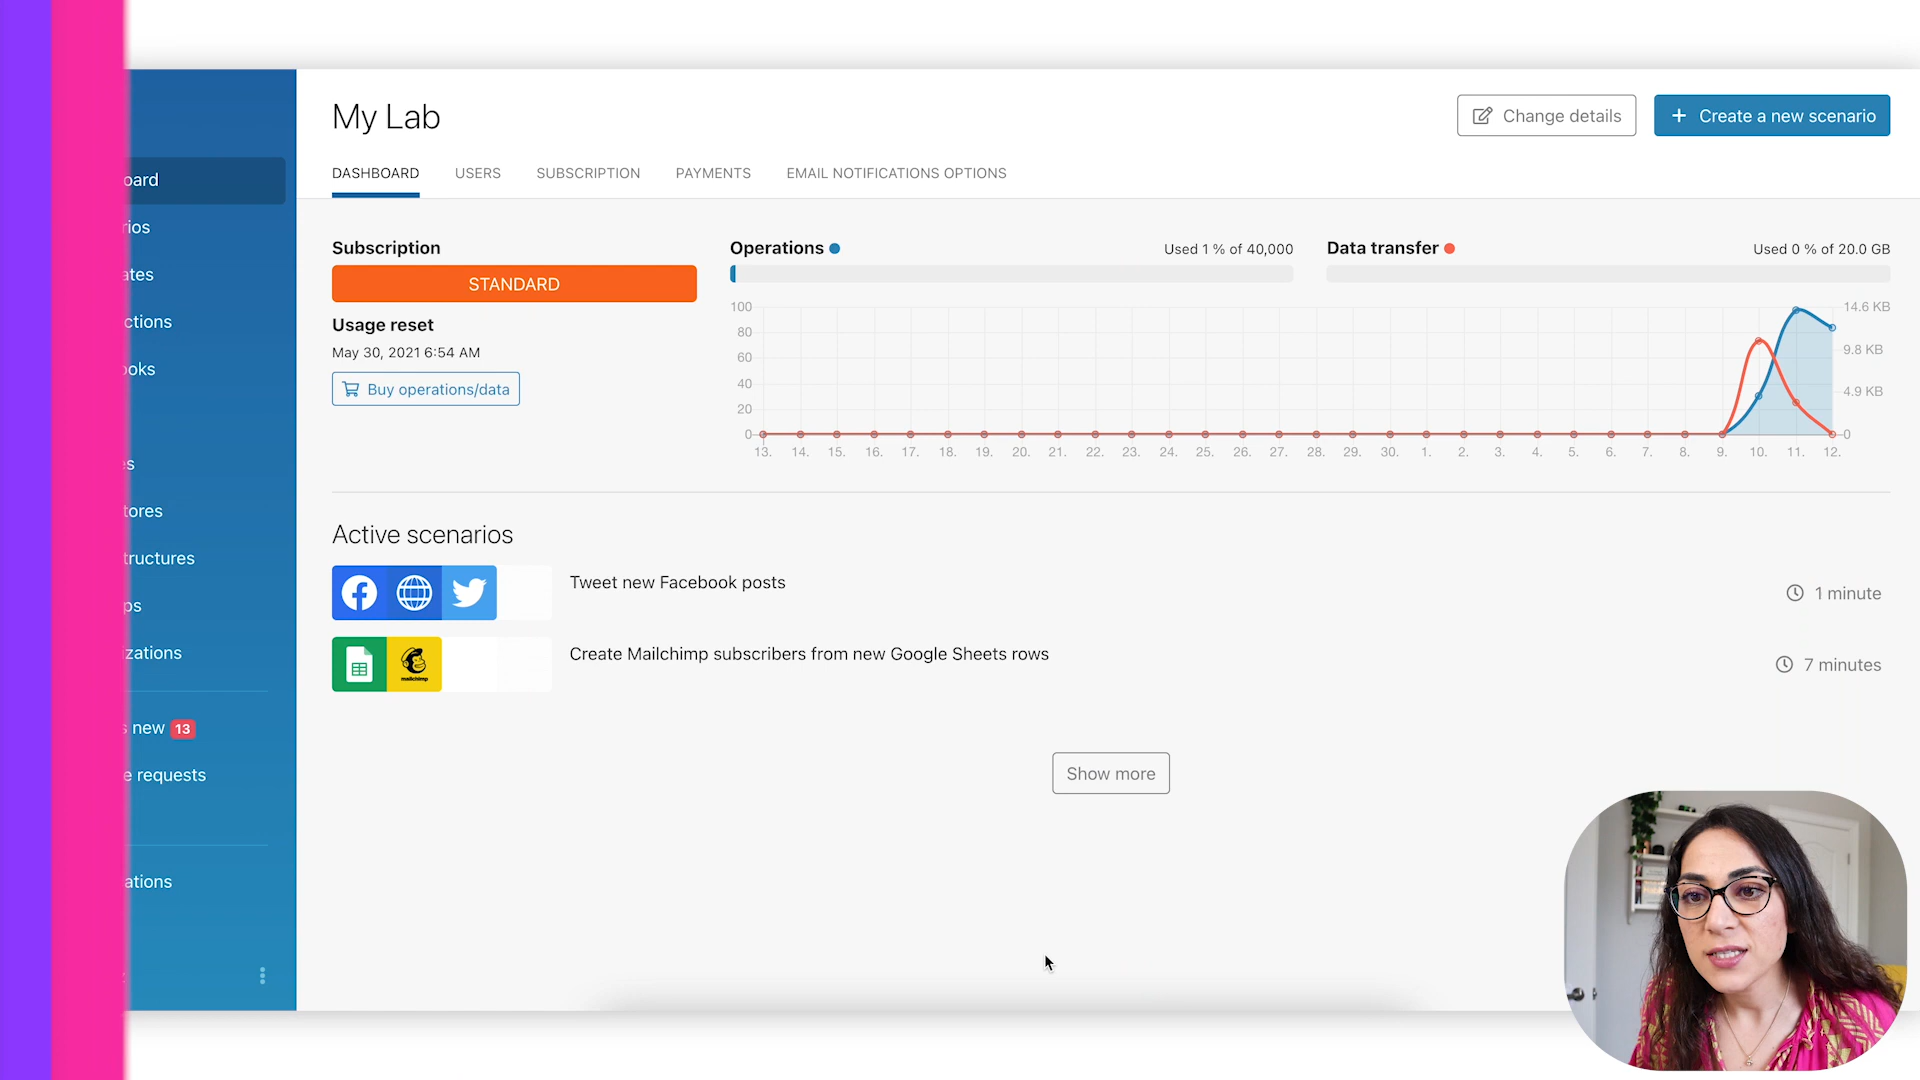 My Lab
Change details
+ Create a new scenario
DASHBOARD USERS SUBSCRIPTION PAYMENTS EMAIL NOTIFICATIONS OPTIONS
oard
rios
ates
ctions
ooks
es
tores
tructures
ps
izations
s new 13
e requests
ations
Subscription
STANDARD
Usage reset
May 30, 2021 6:54 AM
Buy operations/data
Operations
Used 1 % of 40,000
Data transfer
Used 0 % of 20.0 GB
100
80
60
40
20
0
14.6 KB
9.8 KB
4.9 KB
0
13. 14. 15. 16. 17. 18. 19. 20. 21. 22. 23. 24. 25. 26. 27. 28. 29. 30. 1. 2. 3. 4. 5. 6. 7. 8. 9. 10. 11. 12.
Active scenarios
Tweet new Facebook posts
1 minute
mailchimp
Create Mailchimp subscribers from new Google Sheets rows
7 minutes
Show more